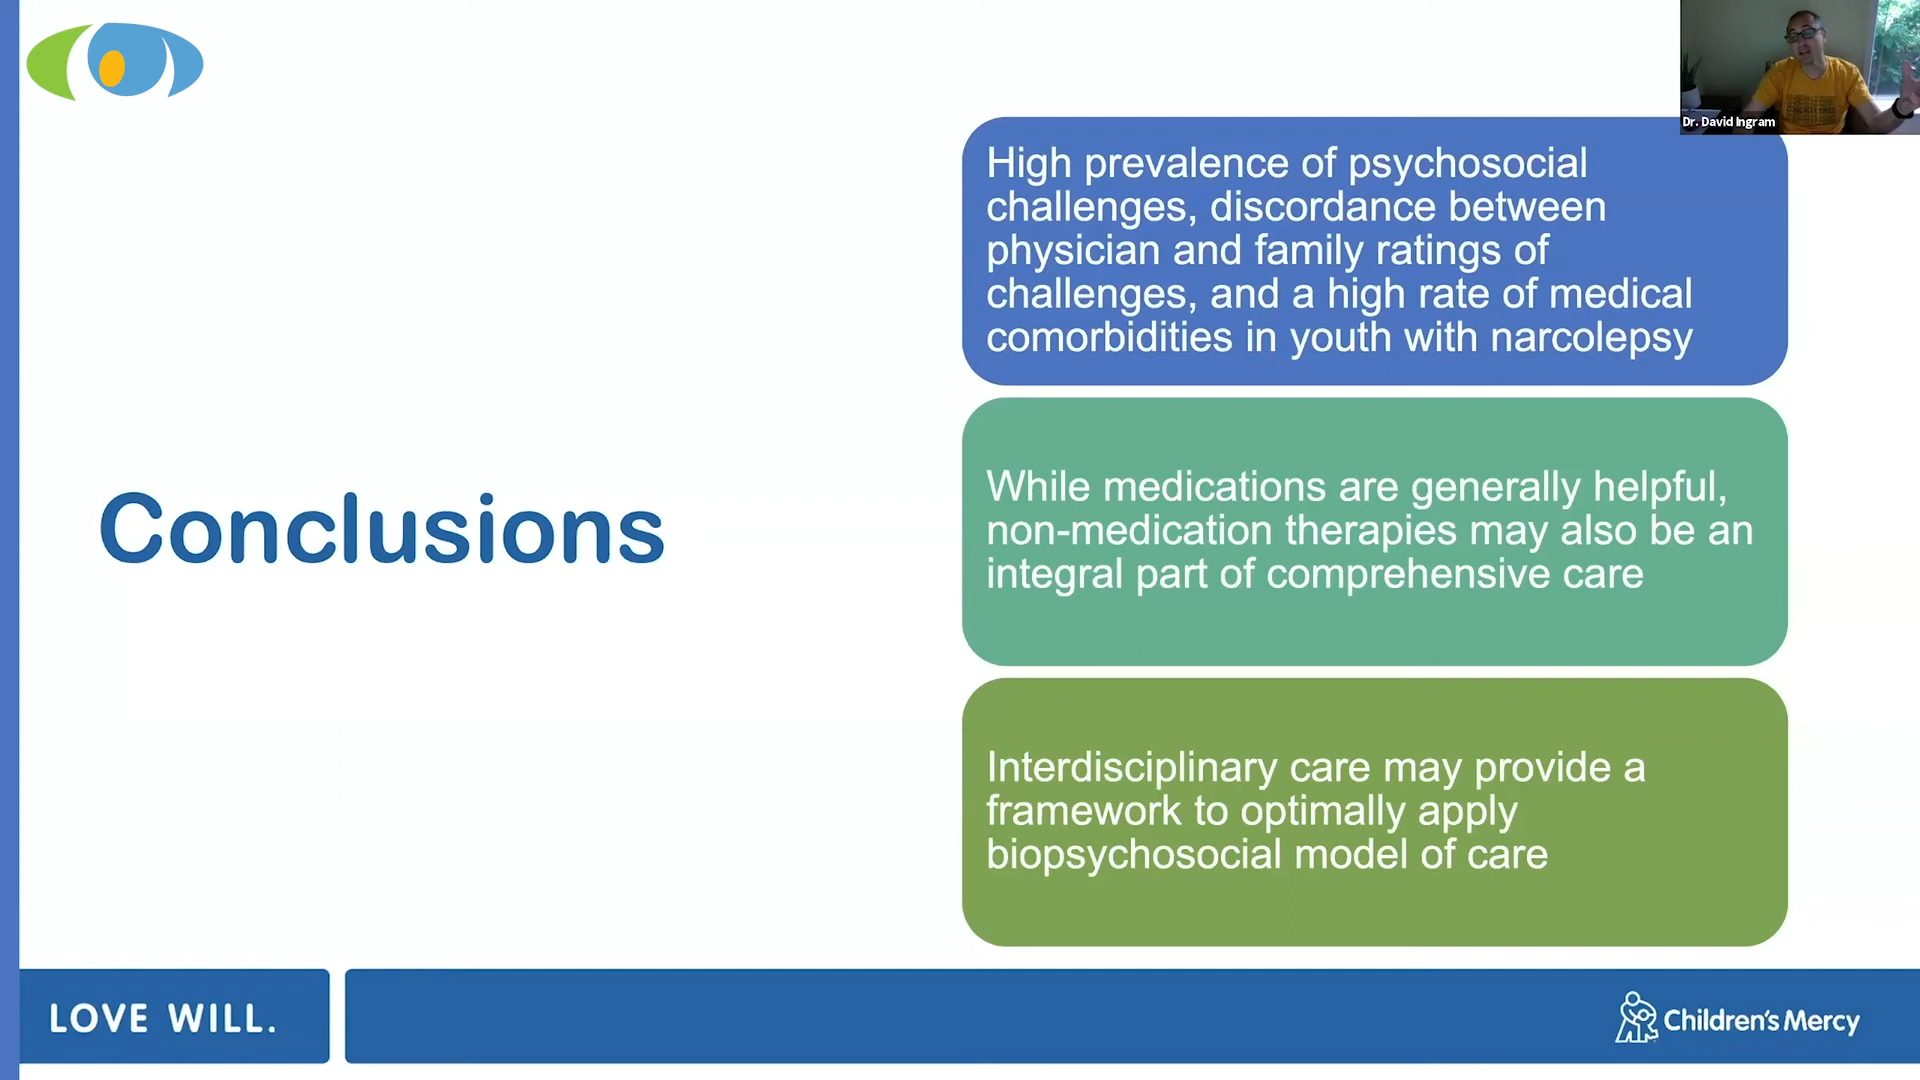 Dr. David Ingram
High prevalence of psychosocial
challenges, discordance between
physician and family ratings of
challenges, and a high rate of medical
comorbidities in youth with narcolepsy
Conclusions
While medications are generally helpful,
non-medication therapies may also be an
integral part of comprehensive care
Interdisciplinary care may provide a
framework to optimally apply
biopsychosocial model of care
LOVE WILL.
Children's Mercy